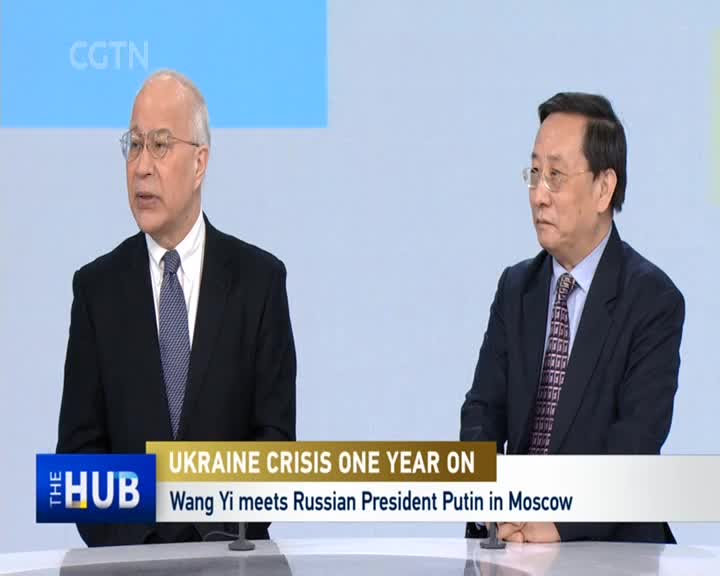 CGTN
UKRAINE CRISIS ONE YEAR ON
THE HUB
Wang Yi meets Russian President Putin in Moscow